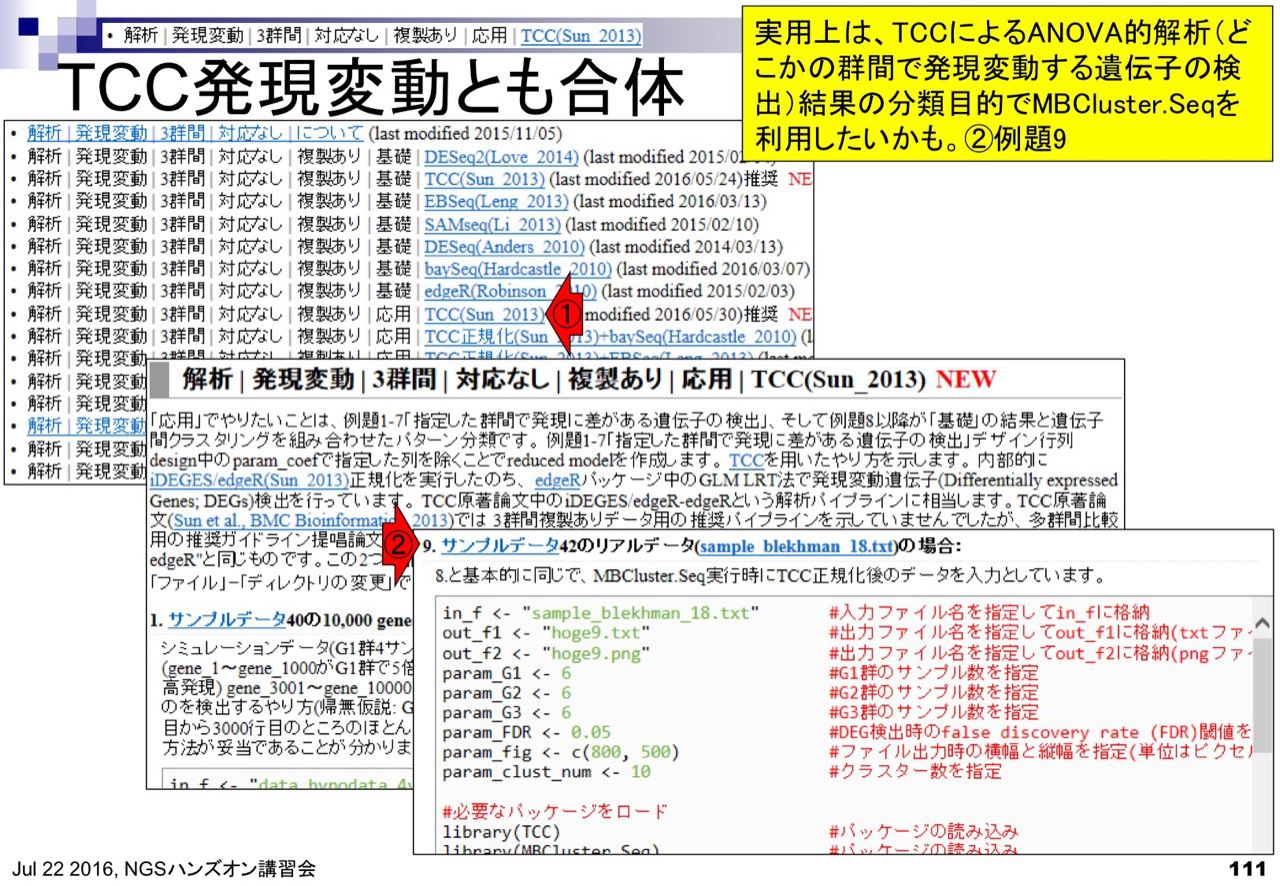 • 解析 | 発現変動 | 3群間 | 対応なし | 複製あり | 応用 | TCC(Sun_2013)
TCC発現変動とも合体
実用上は、TCCによるANOVA的解析(ど
こかの群間で発現変動する遺伝子の検
出)結果の分類目的でMBCluster.Seqを
利用したいかも。②例題9
• 解析 | 発現変動 | 3群間 | 対応なし | について (last modified 2015/11/05)
• 解析 | 発現変動 | 3群間 | 対応なし | 複製あり | 基礎 | DESeq2(Love_2014) (last modified 2015/02/
• 解析 | 発現変動 | 3群間 | 対応なし | 複製あり | 基礎 | TCC(Sun_2013) (last modified 2016/05/24)推奨 NE
• 解析 | 発現変動 | 3群間 | 対応なし | 複製あり | 基礎 | EBSeq(Leng_2013) (last modified 2016/03/13)
• 解析 | 発現変動 | 3群間 | 対応なし | 複製あり | 基礎 | SAMseq(Li_2013) (last modified 2015/02/10)
• 解析 | 発現変動 | 3群間 | 対応なし | 複製あり | 基礎 | DESeq(Anders_2010) (last modified 2014/03/13)
• 解析 | 発現変動 | 3群間 | 対応なし | 複製あり | 基礎 | baySeq(Hardcastle_2010) (last modified 2016/03/07)
• 解析 | 発現変動 | 3群間 | 対応なし | 複製あり | 基礎 | edgeR(Robinson_2010) (last modified 2015/02/03)
• 解析 | 発現変動 | 3群間 | 対応なし | 複製あり | 応用 | TCC(Sun_2013) ① modified 2016/05/30)推奨 NE
• 解析 | 発現変動 | 3群間 | 対応なし | 複製あり | 応用 | TCC正規化(Sun_2013)+baySeq(Hardcastle_2010) (l
• 解析 | 発現変動 | 3群間 | 対応なし | 複製あり | 応用 | TCC正規化(Sun_2013)+EBSeq(Leng_2013) (last m
• 解析 | 発現変動
• 解析 | 発現変動
• 解析 | 発現変動
• 解析 | 発現変動
• 解析 | 発現変動
解析 | 発現変動 | 3群間 | 対応なし | 複製あり | 応用 | TCC(Sun_2013) NEW
「応用」でやりたいことは、例題1-7「指定した群間で発現に差がある遺伝子の検出」、そして例題8以降が「基礎」の結果と遺伝子
間クラスタリングを組み合わせたパターン分類です。例題1-7「指定した群間で発現に差がある遺伝子の検出」デザイン行列
design中のparam_coefで指定した列を除くことでreduced modelを作成します。TCCを用いたやり方を示します。内部的に
iDEGES/edgeR(Sun_2013)正規化を実行したのち、edgeRパッケージ中のGLM LRT法で発現変動遺伝子(Differentially expressed
Genes; DEGs)検出を行っています。TCC原著論文中のiDEGES/edgeR-edgeRという解析パイプラインに相当します。TCC原著論
文(Sun et al., BMC Bioinformatics, 2013)では3群間複製ありデータ用の推奨パイプラインを示していませんでしたが、多群間比較
用の推奨ガイドライン提唱論文
edgeR"と同じものです。この2つ
「ファイル」-「ディレクトリの変更」で
1. サンプルデータ40の10,000 gene
シミュレーションデータ(G1群4サン
(gene_1~gene_1000がG1群で5倍
高発現) gene_3001~gene_10000
のを検出するやり方(帰無仮説: G
目から3000行目のところのほとん
方法が妥当であることが分かりま
in_f <- "data_hypodata_4v
②
9. サンプルデータ42のリアルデータ(sample_blekhman_18.txt)の場合:
8.と基本的に同じで、MBCluster.Seq実行時にTCC正規化後のデータを入力としています。
in_f <- "sample_blekhman_18.txt" #入力ファイル名を指定してin_fに格納
out_f1 <- "hoge9.txt" #出力ファイル名を指定してout_f1に格納(txtファ
out_f2 <- "hoge9.png" #出力ファイル名を指定してout_f2に格納(pngファ
param_G1 <- 6 #G1群のサンプル数を指定
param_G2 <- 6 #G2群のサンプル数を指定
param_G3 <- 6 #G3群のサンプル数を指定
param_FDR <- 0.05 #DEG検出時のfalse discovery rate (FDR)閾値を
param_fig <- c(800, 500) #ファイル出力時の横幅と縦幅を指定(単位はピクセ
param_clust_num <- 10 #クラスター数を指定
#必要なパッケージをロード
library(TCC) #パッケージの読み込み
library(MBCluster.Seq) #パッケージの読み込み
Jul 22 2016, NGSハンズオン講習会
111